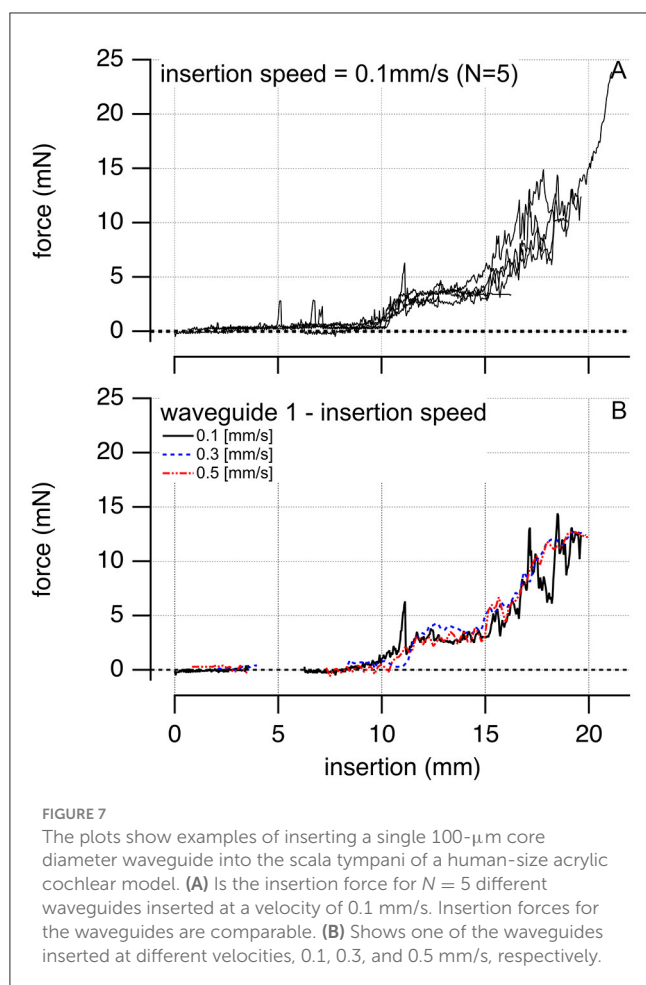 25
20
15
10
5
0
force (mN)
insertion speed = 0.1mm/s (N=5)
A
25
20
15
10
5
0
force (mN)
waveguide 1 - insertion speed
B
0.1 [mm/s]
0.3 [mm/s]
0.5 [mm/s]
0 5 10 15 20
insertion (mm)
FIGURE 7
The plots show examples of inserting a single 100-μm core
diameter waveguide into the scala tympani of a human-size acrylic
cochlear model. (A) Is the insertion force for N = 5 different
waveguides inserted at a velocity of 0.1 mm/s. Insertion forces for
the waveguides are comparable. (B) Shows one of the waveguides
inserted at different velocities, 0.1, 0.3, and 0.5 mm/s, respectively.